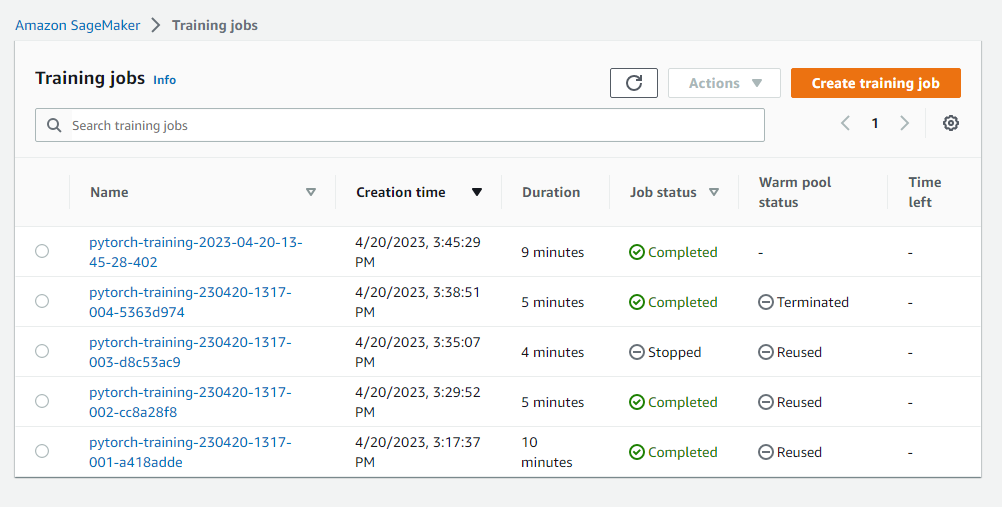 Amazon SageMaker > Training jobs
Training jobs Info
Actions
Create training job
Search training jobs
1
Name
Creation time
Duration
Job status
Warm pool
status
Time
left
pytorch-training-2023-04-20-13-
45-28-402
4/20/2023, 3:45:29
PM
9 minutes
Completed
-
-
pytorch-training-230420-1317-
004-5363d974
4/20/2023, 3:38:51
PM
5 minutes
Completed
Terminated
-
pytorch-training-230420-1317-
003-d8c53ac9
4/20/2023, 3:35:07
PM
4 minutes
Stopped
Reused
-
pytorch-training-230420-1317-
002-cc8a28f8
4/20/2023, 3:29:52
PM
5 minutes
Completed
Reused
-
pytorch-training-230420-1317-
001-a418adde
4/20/2023, 3:17:37
PM
10
minutes
Completed
Reused
-